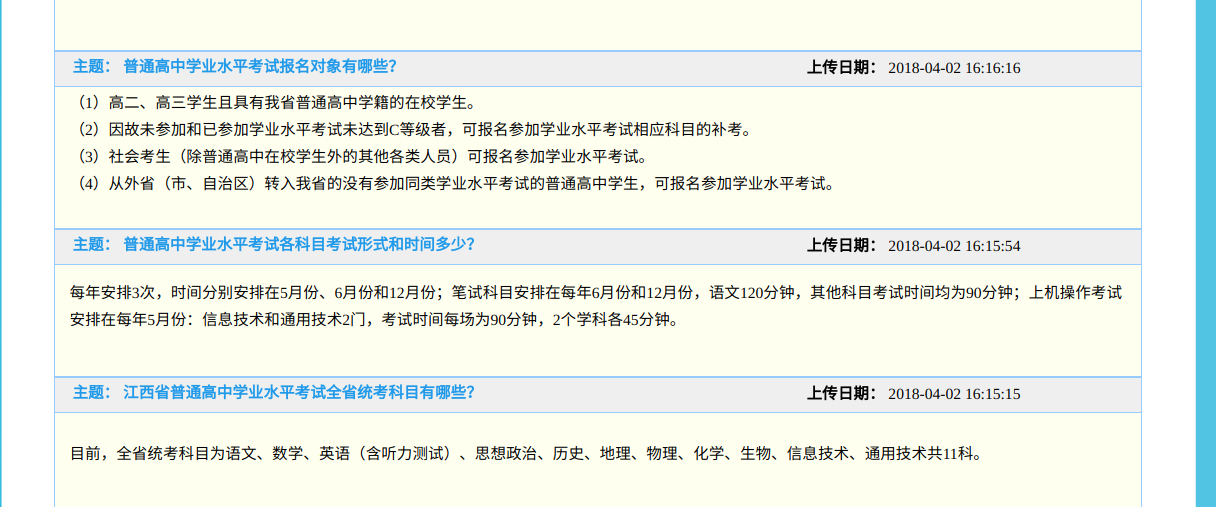 主题： 普通高中学业水平考试报名对象有哪些？ 上传日期： 2018-04-02 16:16:16
（1）高二、高三学生且具有我省普通高中学籍的在校学生。
（2）因故未参加和已参加学业水平考试未达到C等级者，可报名参加学业水平考试相应科目的补考。
（3）社会考生（除普通高中在校学生外的其他各类人员）可报名参加学业水平考试。
（4）从外省（市、自治区）转入我省的没有参加同类学业水平考试的普通高中学生，可报名参加学业水平考试。
主题： 普通高中学业水平考试各科目考试形式和时间多少？ 上传日期： 2018-04-02 16:15:54
每年安排3次，时间分别安排在5月份、6月份和12月份；笔试科目安排在每年6月份和12月份，语文120分钟，其他科目考试时间均为90分钟；上机操作考试
安排在每年5月份：信息技术和通用技术2门，考试时间每场为90分钟，2个学科各45分钟。
主题： 江西省普通高中学业水平考试全省统考科目有哪些？ 上传日期： 2018-04-02 16:15:15
目前，全省统考科目为语文、数学、英语（含听力测试）、思想政治、历史、地理、物理、化学、生物、信息技术、通用技术共11科。